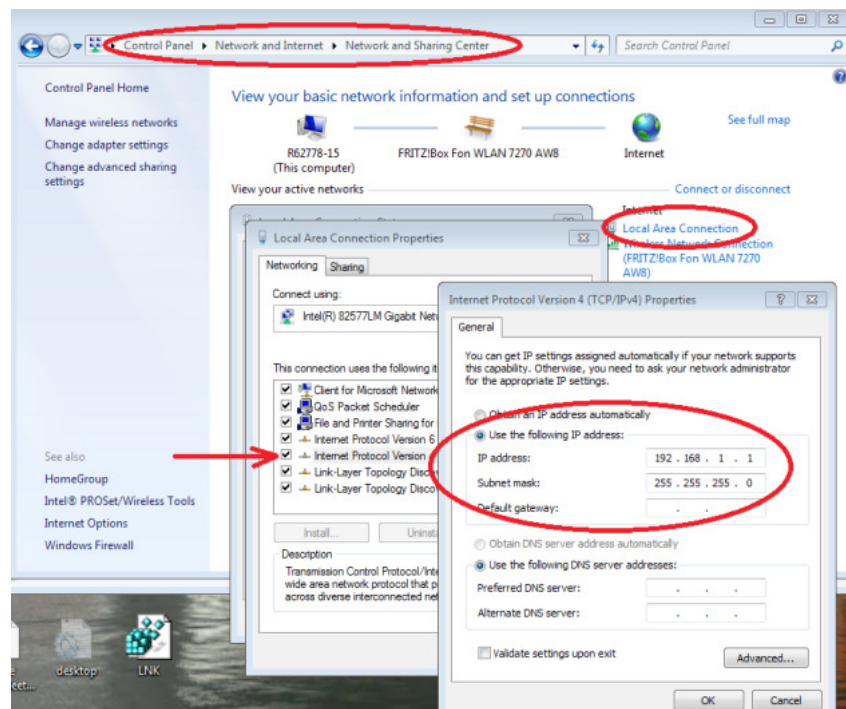 Control Panel ▸ Network and Internet ▸ Network and Sharing Center
Search Control Panel
Control Panel Home
Manage wireless networks
Change adapter settings
Change advanced sharing
settings
See also
HomeGroup
Intel® PROSet/Wireless Tools
Internet Options
Windows Firewall
View your basic network information and set up connections
See full map
R62778-15
(This computer)
FRITZ!Box Fon WLAN 7270 AW8
Internet
View your active networks
Connect or disconnect
Internet
Local Area Connection
Wireless Network Connection
(FRITZ!Box Fon WLAN 7270
AW8)
Local Area Connection Properties
Networking
Sharing
Connect using:
Intel(R) 82577LM Gigabit
This connection uses the following
Client for Microsoft Network
QoS Packet Scheduler
File and Printer Sharing for
Internet Protocol Version 6
Internet Protocol Version
Link-Layer Topology
Link-Layer Topology
Install...
Description
Transmission Control
wide area network protocol that
across diverse interconnected
Internet Protocol Version 4 (TCP/IPv4) Properties
General
You can get IP settings assigned automatically if your network supports
this capability. Otherwise, you need to ask your network administrator
for the appropriate IP settings.
Obtain an IP address automatically
Use the following IP address:
IP address:
192 . 168 . 1 . 1
Subnet mask:
255 . 255 . 255 . 0
Default gateway:
. . .
Obtain DNS server address automatically
Use the following DNS server addresses:
Preferred DNS server:
. . .
Alternate DNS server:
. . .
Validate settings upon exit
Advanced...
OK
Cancel
desktop
LNK